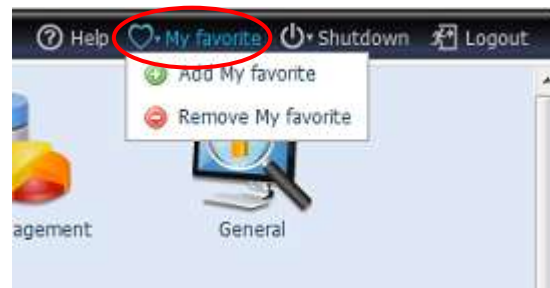 Help My favorite Shutdown Logout
Add My favorite
Remove My favorite
agement General